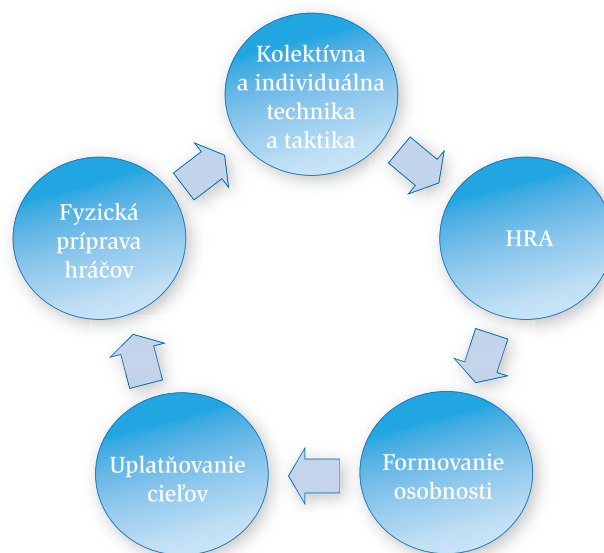 Kolektívna
a individuálna
technika
a taktika
HRA
Formovanie
osobnosti
Uplatňovanie
cieľov
Fyzická
príprava
hráčov